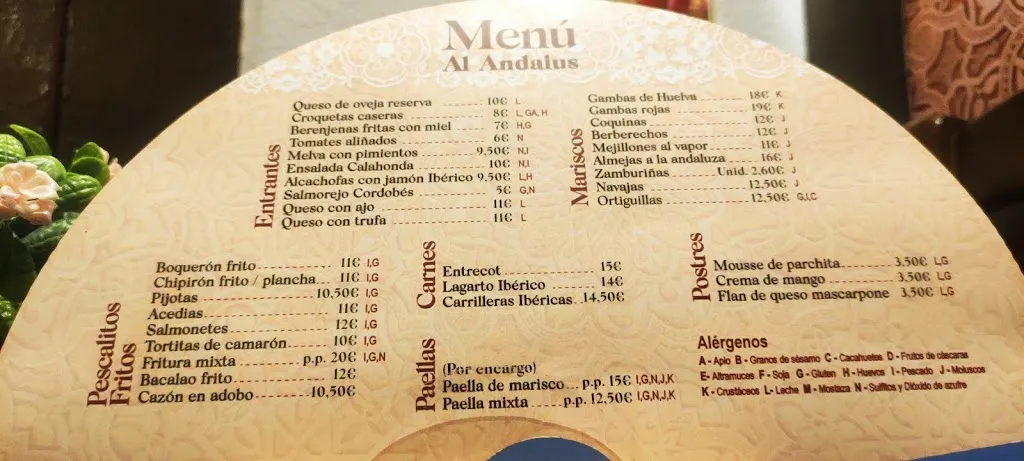 Menú
Al Andalus
Entrantes
Queso de oveja reserva 10€ L
Croquetas caseras 8€ L, GA, H
Berenjenas fritas con miel 7€ H,G
Tomates aliñados 6€ N
Melva con pimientos 9,50€ N,I
Ensalada Calahonda 10€ N,I
Alcachofas con jamón Ibérico 9,50€ L,H
Salmorejo Cordobés 5€ G,N
Queso con ajo 11€ L
Queso con trufa 11€ L
Mariscos
Gambas de Huelva 18€ K
Gambas rojas 19€ K
Coquinas 12€ J
Berberechos 12€ J
Mejillones al vapor 11€ J
Almejas a la andaluza 16€ J
Zamburiñas Unid. 2,60€ J
Navajas 12,50€ J
Ortiguillas 12,50€ G,I,C
Pescaditos
Fritos
Boquerón frito 11€ I,G
Chipirón frito / plancha 11€ I,G
Pijotas 10,50€ I,G
Acedias 11€ I,G
Salmonetes 12€ I,G
Tortitas de camarón 10€ I,G
Fritura mixta p.p. 20€ I,G,N
Bacalao frito 12€
Cazón en adobo 10,50€
Carnes
Entrecot 15€
Lagarto Ibérico 14€
Carrilleras Ibéricas 14,50€
Paellas
(Por encargo)
Paella de marisco p.p. 15€ I,G,N,J,K
Paella mixta p.p. 12,50€ I,G,N,J,K
Postres
Mousse de parchita 3,50€ L,G
Crema de mango 3,50€ L,G
Flan de queso mascarpone 3,50€ L,G
Alérgenos
A - Apio B - Granos de sésamo C - Cacahuetes D - Frutos de cáscaras
E- Altramuces F - Soja G - Gluten H - Huevos I - Pescado J - Moluscos
K - Crustáceos L - Leche M - Mostaza N - Sulfitos y Dióxido de azufre